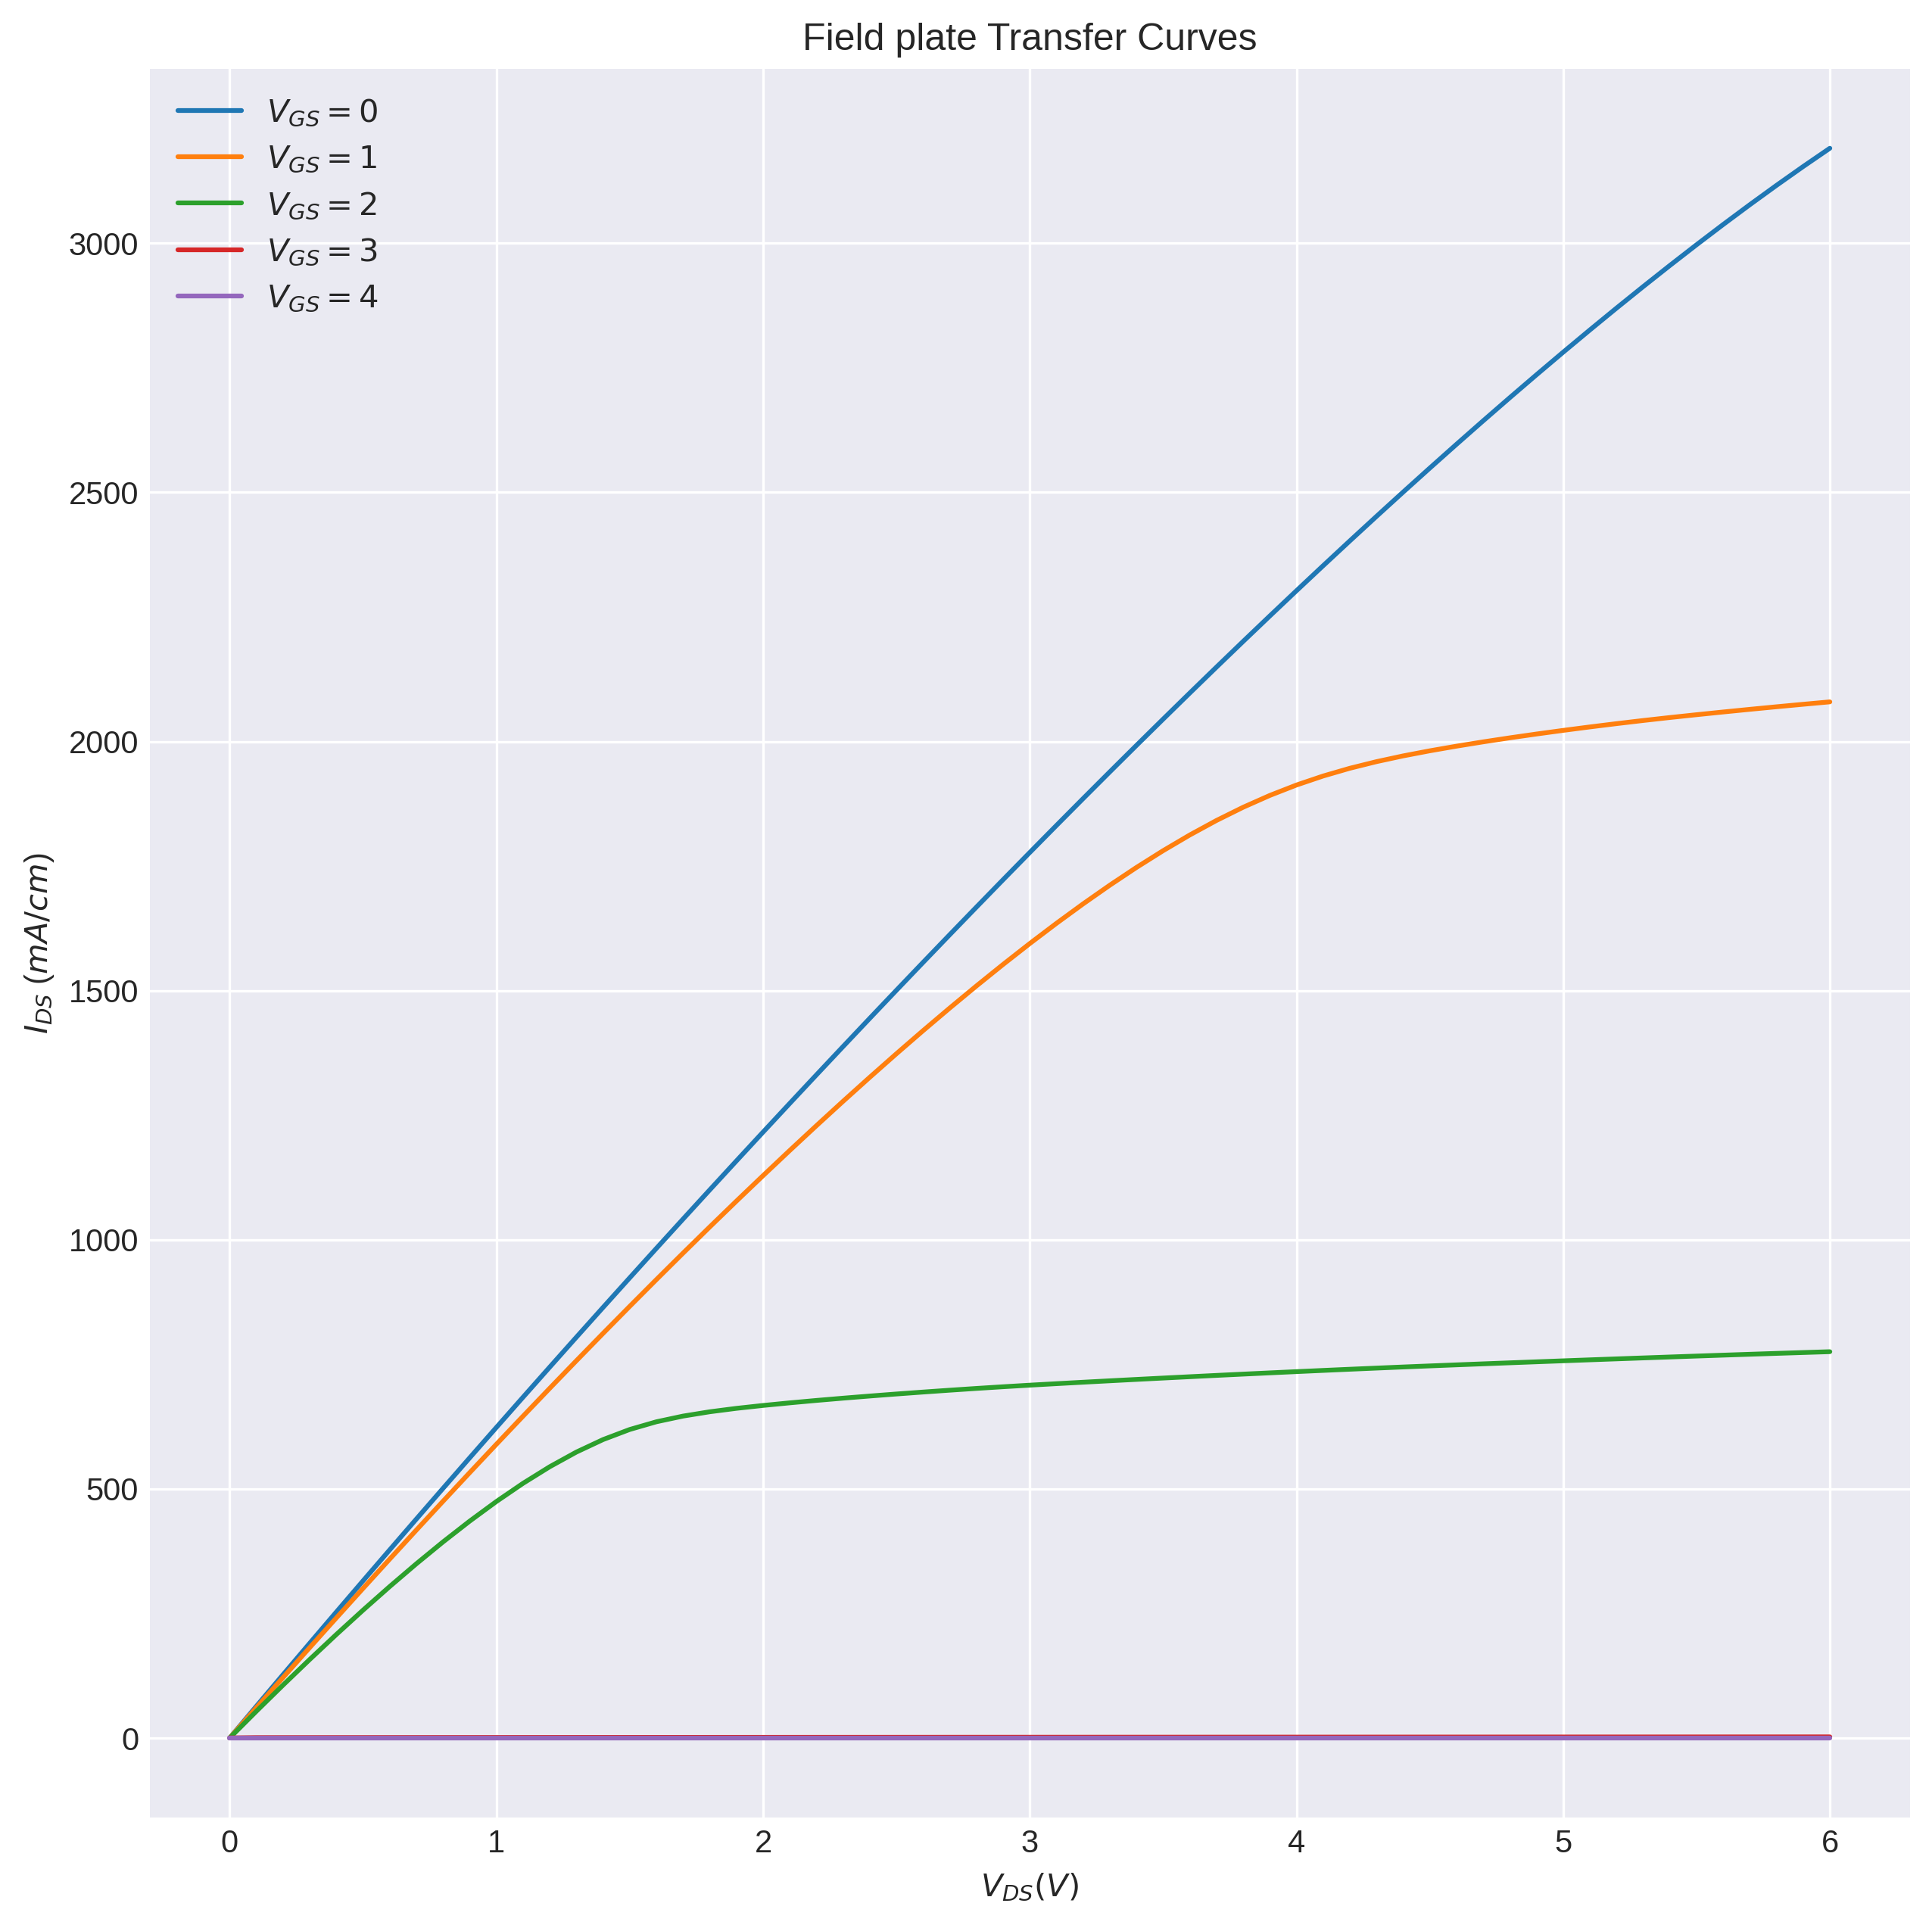 Field plate Transfer Curves
V_GS = 0
V_GS = 1
V_GS = 2
V_GS = 3
V_GS = 4
3000
2500
2000
1500
1000
500
0
I_DS (mA/cm)
0 1 2 3 4 5 6
V_DS(V)